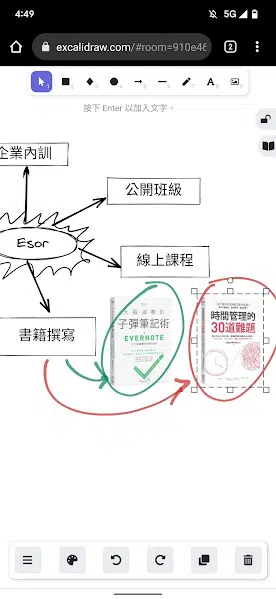 4:49
5G
excalidraw.com/#room=910e46
2
A
按下 Enter 以加入文字。
企業內訓
公開班級
Esor
線上課程
書籍撰寫
子彈筆記術
EVERNOTE
時間管理的
30道難題